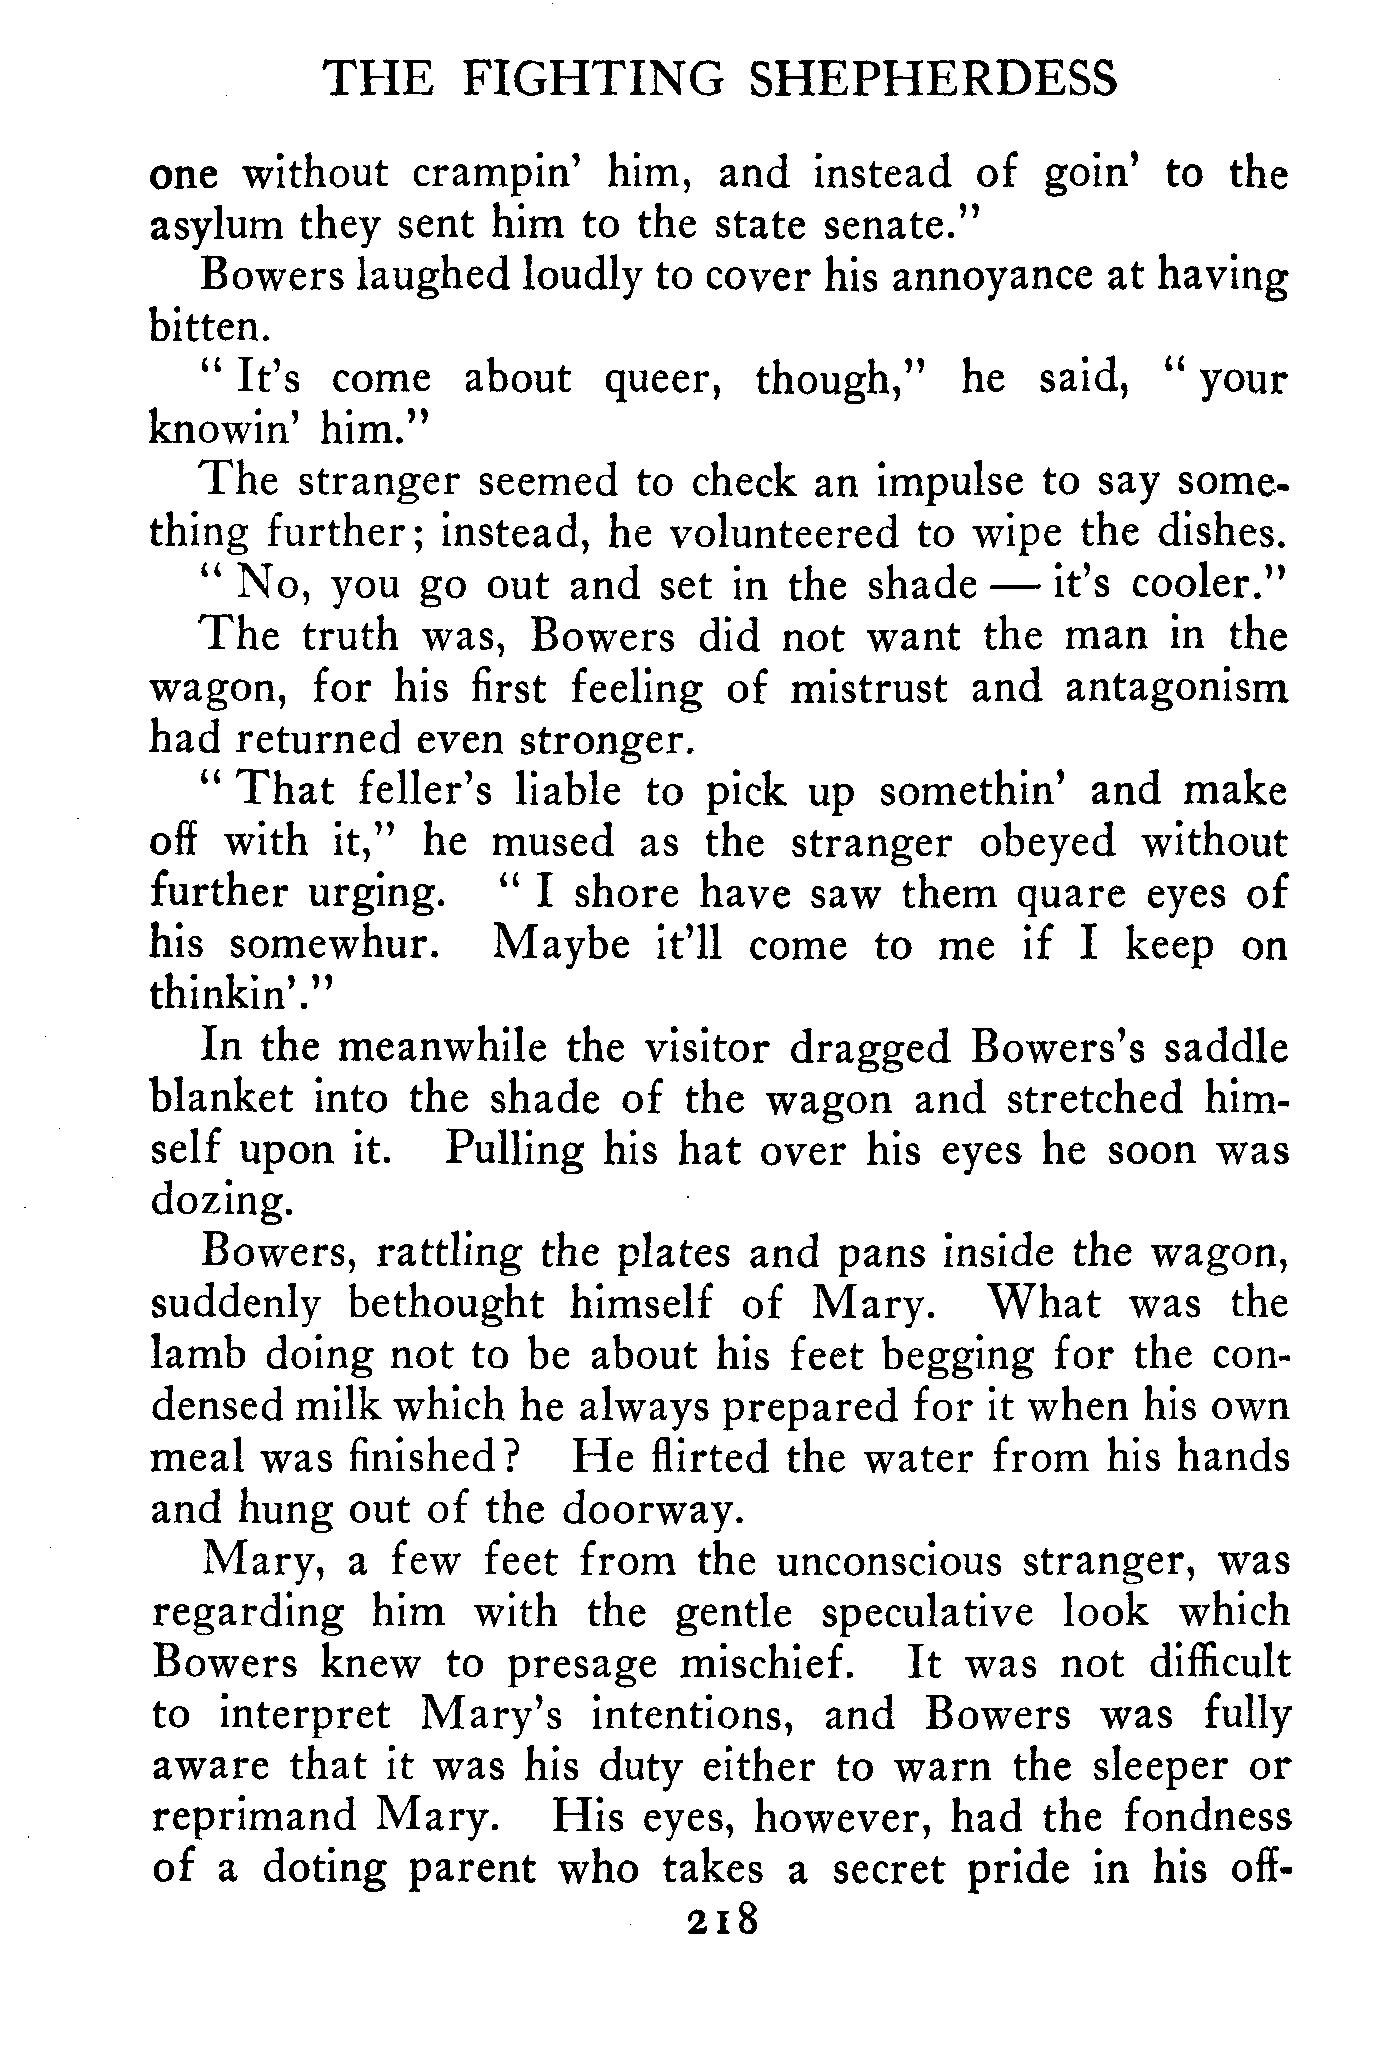 THE FIGHTING SHEPHERDESS
one without crampin' him, and instead of goin' to the
asylum they sent him to the state senate."
Bowers laughed loudly to cover his annoyance at having
bitten.
" It's come about queer, though," he said, " your
knowin' him."
The stranger seemed to check an impulse to say some-
thing further; instead, he volunteered to wipe the dishes.
" No, you go out and set in the shade — it's cooler."
The truth was, Bowers did not want the man in the
wagon, for his first feeling of mistrust and antagonism
had returned even stronger.
" That feller's liable to pick up somethin' and make
off with it," he mused as the stranger obeyed without
further urging. " I shore have saw them quare eyes of
his somewhur. Maybe it'll come to me if I keep on
thinkin'."
In the meanwhile the visitor dragged Bowers's saddle
blanket into the shade of the wagon and stretched him-
self upon it. Pulling his hat over his eyes he soon was
dozing.
Bowers, rattling the plates and pans inside the wagon,
suddenly bethought himself of Mary. What was the
lamb doing not to be about his feet begging for the con-
densed milk which he always prepared for it when his own
meal was finished? He flirted the water from his hands
and hung out of the doorway.
Mary, a few feet from the unconscious stranger, was
regarding him with the gentle speculative look which
Bowers knew to presage mischief. It was not difficult
to interpret Mary's intentions, and Bowers was fully
aware that it was his duty either to warn the sleeper or
reprimand Mary. His eyes, however, had the fondness
of a doting parent who takes a secret pride in his off-
218